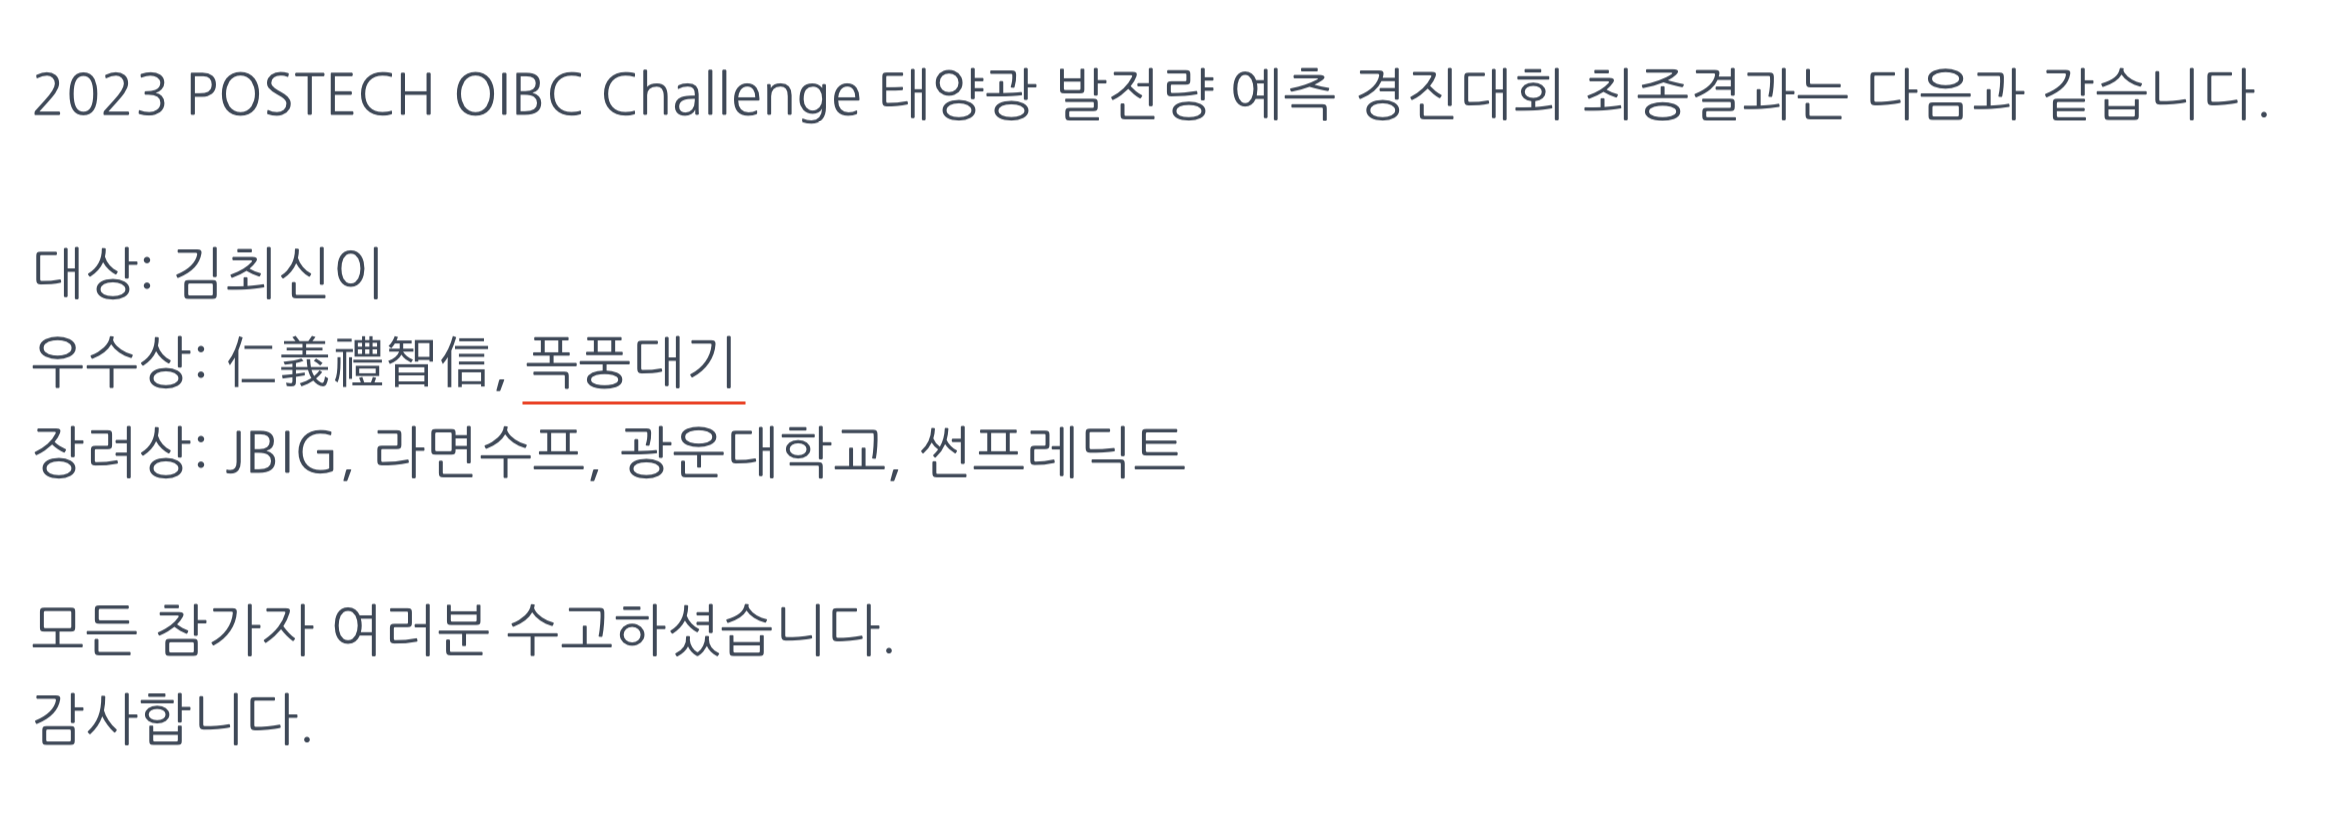 2023 POSTECH OIBC Challenge 태양광 발전량 예측 경진대회 최종결과는 다음과 같습니다.
대상: 김최신이
우수상: 仁義禮智信, 폭풍대기
장려상: JBIG, 라면수프, 광운대학교, 썬프레딕트
모든 참가자 여러분 수고하셨습니다.
감사합니다.